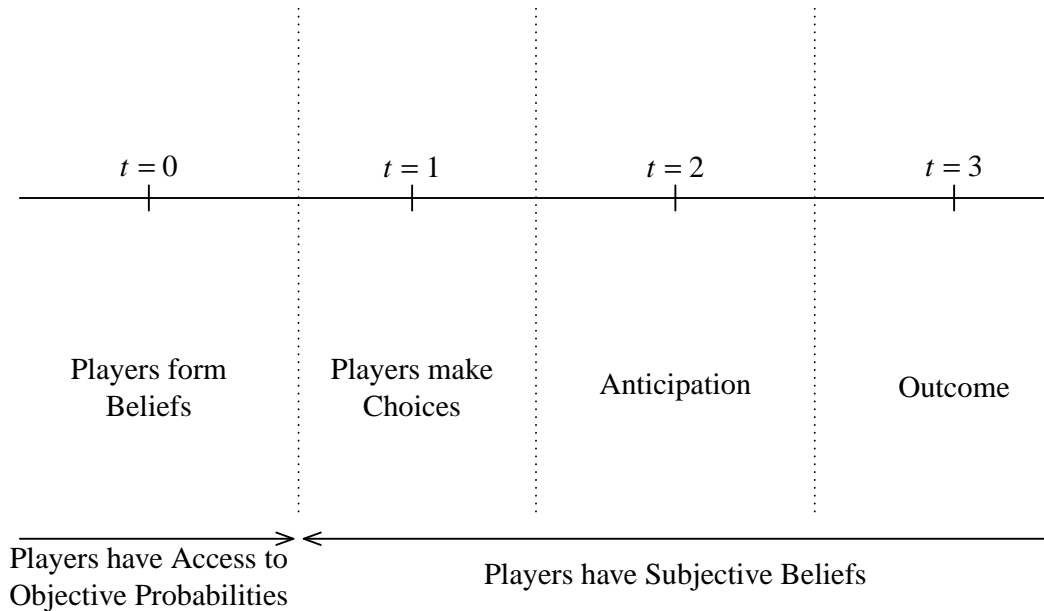 t = 0
t = 1
t = 2
t = 3
Players form
Beliefs
Players make
Choices
Anticipation
Outcome
Players have Access to
Objective Probabilities
Players have Subjective Beliefs